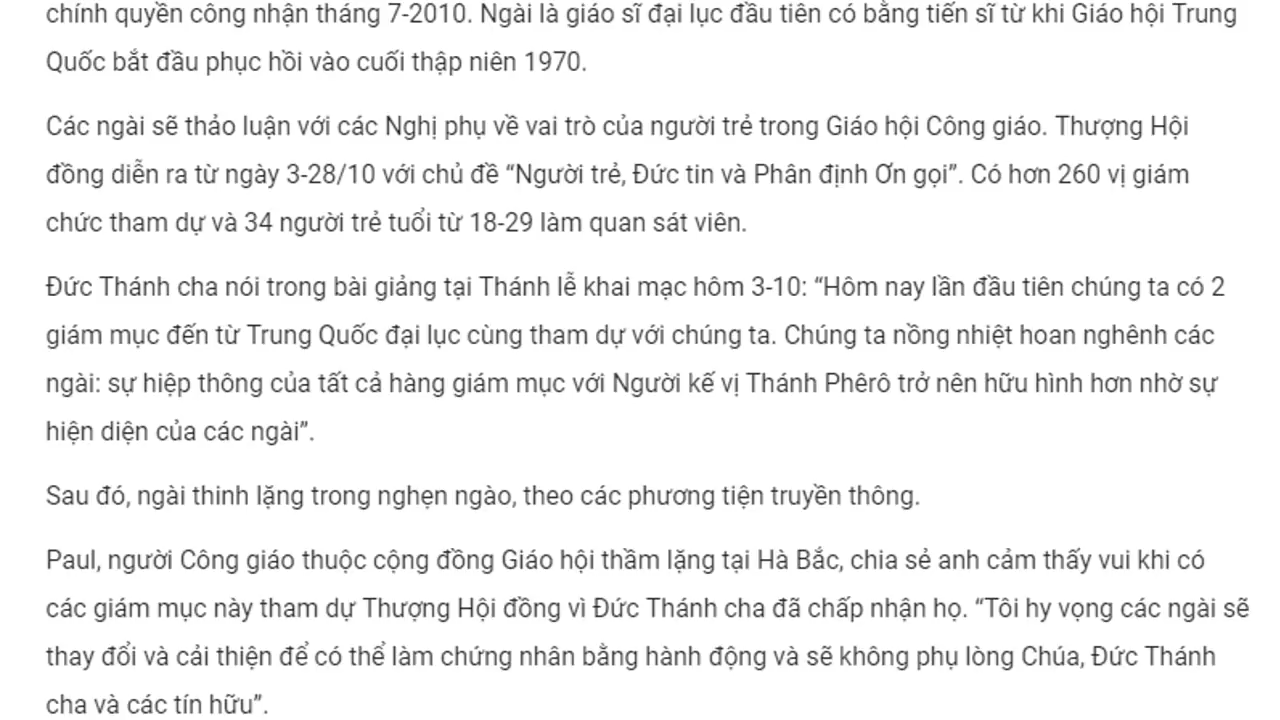 chính quyền công nhận tháng 7-2010. Ngài là giáo sĩ đại lục đầu tiên có bằng tiến sĩ từ khi Giáo hội Trung
Quốc bắt đầu phục hồi vào cuối thập niên 1970.
Các ngài sẽ thảo luận với các Nghị phụ về vai trò của người trẻ trong Giáo hội Công giáo. Thượng Hội
đồng diễn ra từ ngày 3-28/10 với chủ đề “Người trẻ, Đức tin và Phân định Ơn gọi”. Có hơn 260 vị giám
chức tham dự và 34 người trẻ tuổi từ 18-29 làm quan sát viên.
Đức Thánh cha nói trong bài giảng tại Thánh lễ khai mạc hôm 3-10: “Hôm nay lần đầu tiên chúng ta có 2
giám mục đến từ Trung Quốc đại lục cùng tham dự với chúng ta. Chúng ta nồng nhiệt hoan nghênh các
ngài: sự hiệp thông của tất cả hàng giám mục với Người kế vị Thánh Phêrô trở nên hữu hình hơn nhờ sự
hiện diện của các ngài”.
Sau đó, ngài thinh lặng trong nghẹn ngào, theo các phương tiện truyền thông.
Paul, người Công giáo thuộc cộng đồng Giáo hội thầm lặng tại Hà Bắc, chia sẻ anh cảm thấy vui khi có
các giám mục này tham dự Thượng Hội đồng vì Đức Thánh cha đã chấp nhận họ. “Tôi hy vọng các ngài sẽ
thay đổi và cải thiện để có thể làm chứng nhân bằng hành động và sẽ không phụ lòng Chúa, Đức Thánh
cha và các tín hữu”.